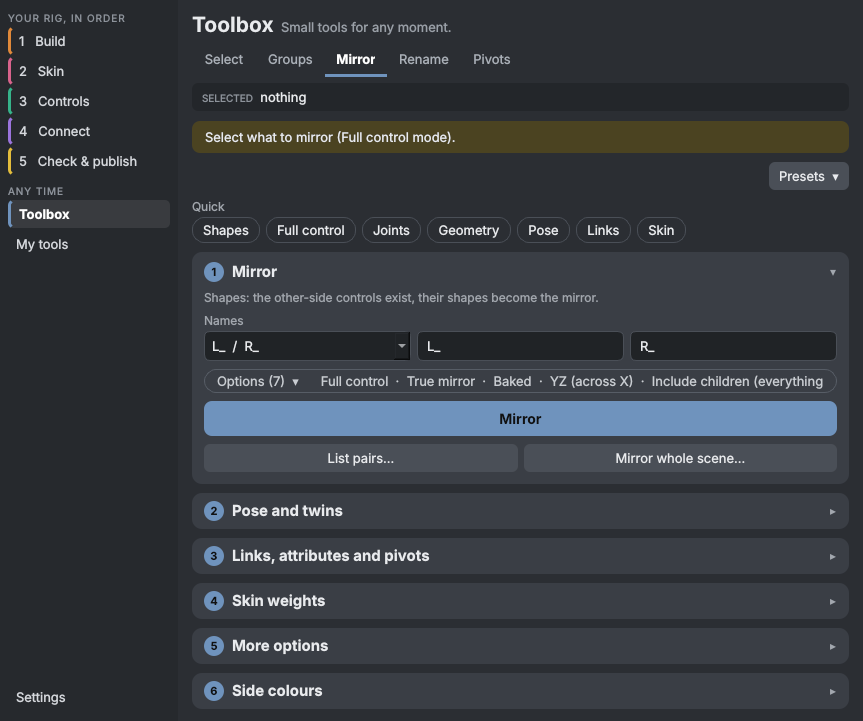 YOUR RIG, IN ORDER
1 Build
2 Skin
3 Controls
4 Connect
5 Check & publish
ANY TIME
Toolbox
My tools
Settings
Toolbox Small tools for any moment.
Select Groups Mirror Rename Pivots
SELECTED nothing
Select what to mirror (Full control mode).
Presets ▾
Quick
Shapes Full control Joints Geometry Pose Links Skin
1 Mirror ▾
Shapes: the other-side controls exist, their shapes become the mirror.
Names
L_ / R_ L_ R_
Options (7) ▾ Full control · True mirror · Baked · YZ (across X) · Include children (everything
Mirror
List pairs... Mirror whole scene...
2 Pose and twins ▸
3 Links, attributes and pivots ▸
4 Skin weights ▸
5 More options ▸
6 Side colours ▸